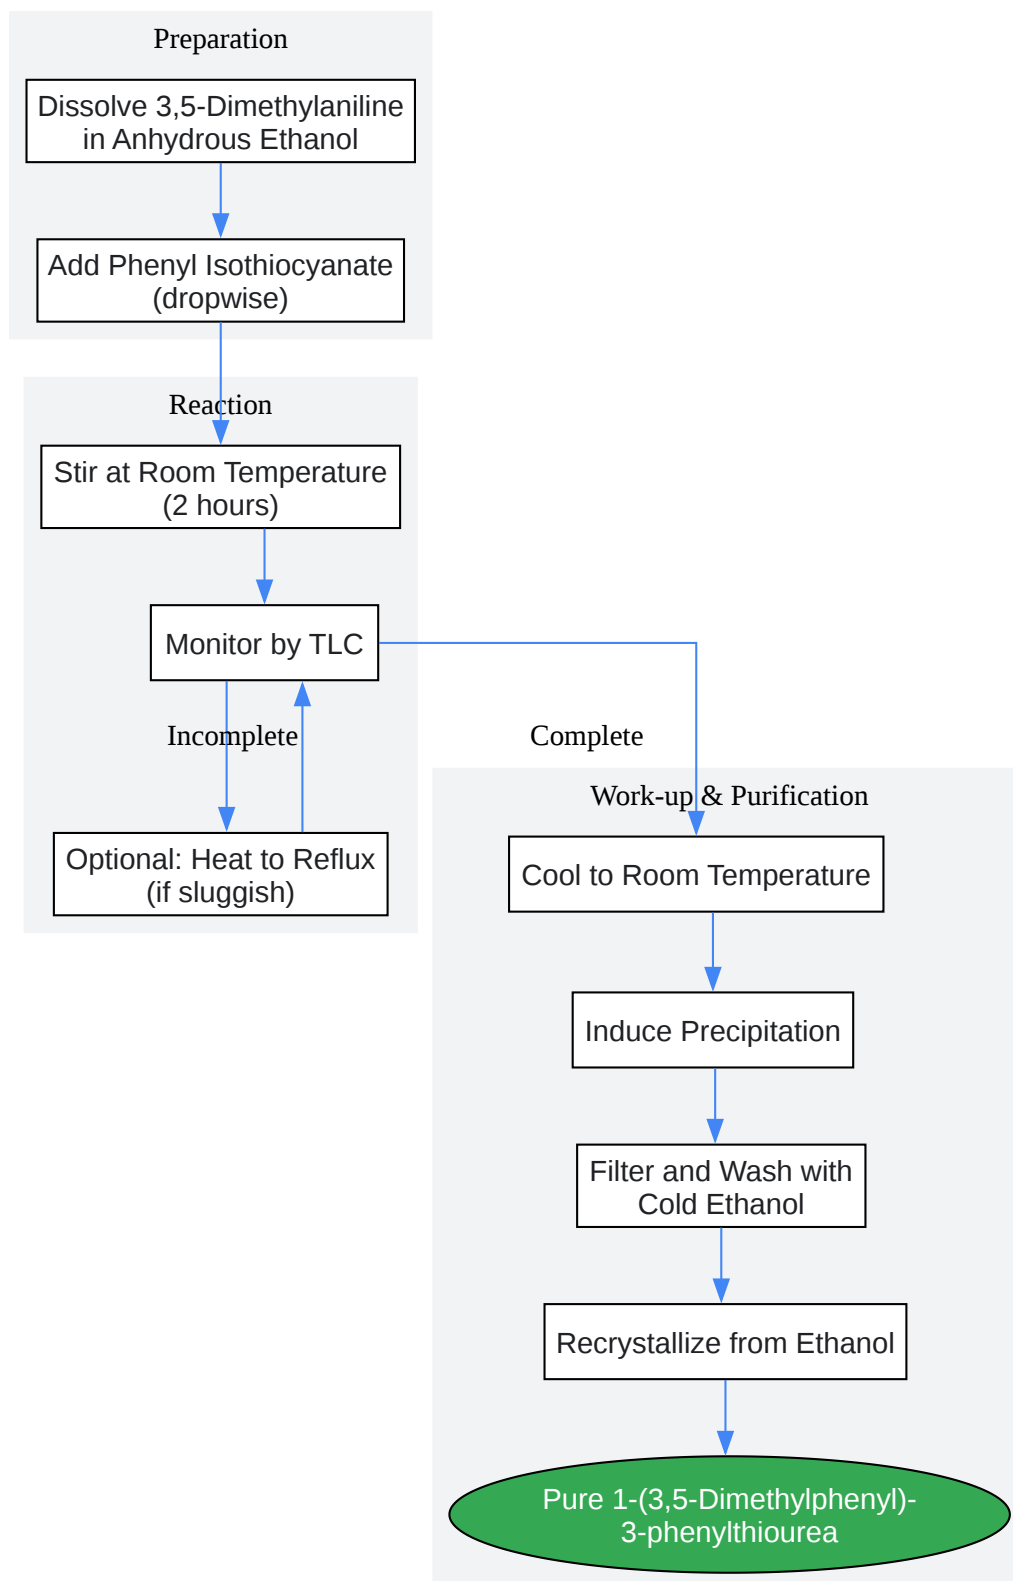 Preparation
Dissolve 3,5-Dimethylaniline
in Anhydrous Ethanol
Add Phenyl Isothiocyanate
(dropwise)
Reaction
Stir at Room Temperature
(2 hours)
Monitor by TLC
Incomplete
Complete
Optional: Heat to Reflux
(if sluggish)
Work-up & Purification
Cool to Room Temperature
Induce Precipitation
Filter and Wash with
Cold Ethanol
Recrystallize from Ethanol
Pure 1-(3,5-Dimethylphenyl)-
3-phenylthiourea